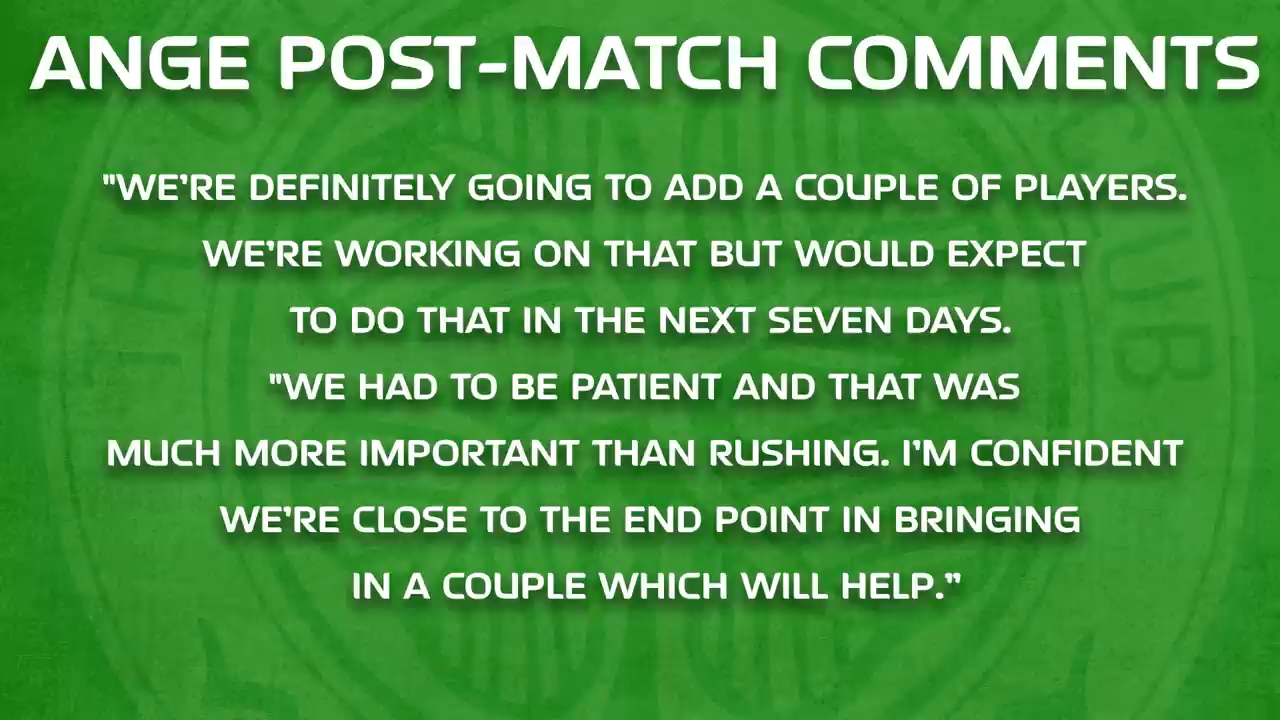 ANGE POST-MATCH COMMENTS
"WE'RE DEFINITELY GOING TO ADD A COUPLE OF PLAYERS.
WE'RE WORKING ON THAT BUT WOULD EXPECT
TO DO THAT IN THE NEXT SEVEN DAYS.
"WE HAD TO BE PATIENT AND THAT WAS
MUCH MORE IMPORTANT THAN RUSHING. I'M CONFIDENT
WE'RE CLOSE TO THE END POINT IN BRINGING
IN A COUPLE WHICH WILL HELP.”